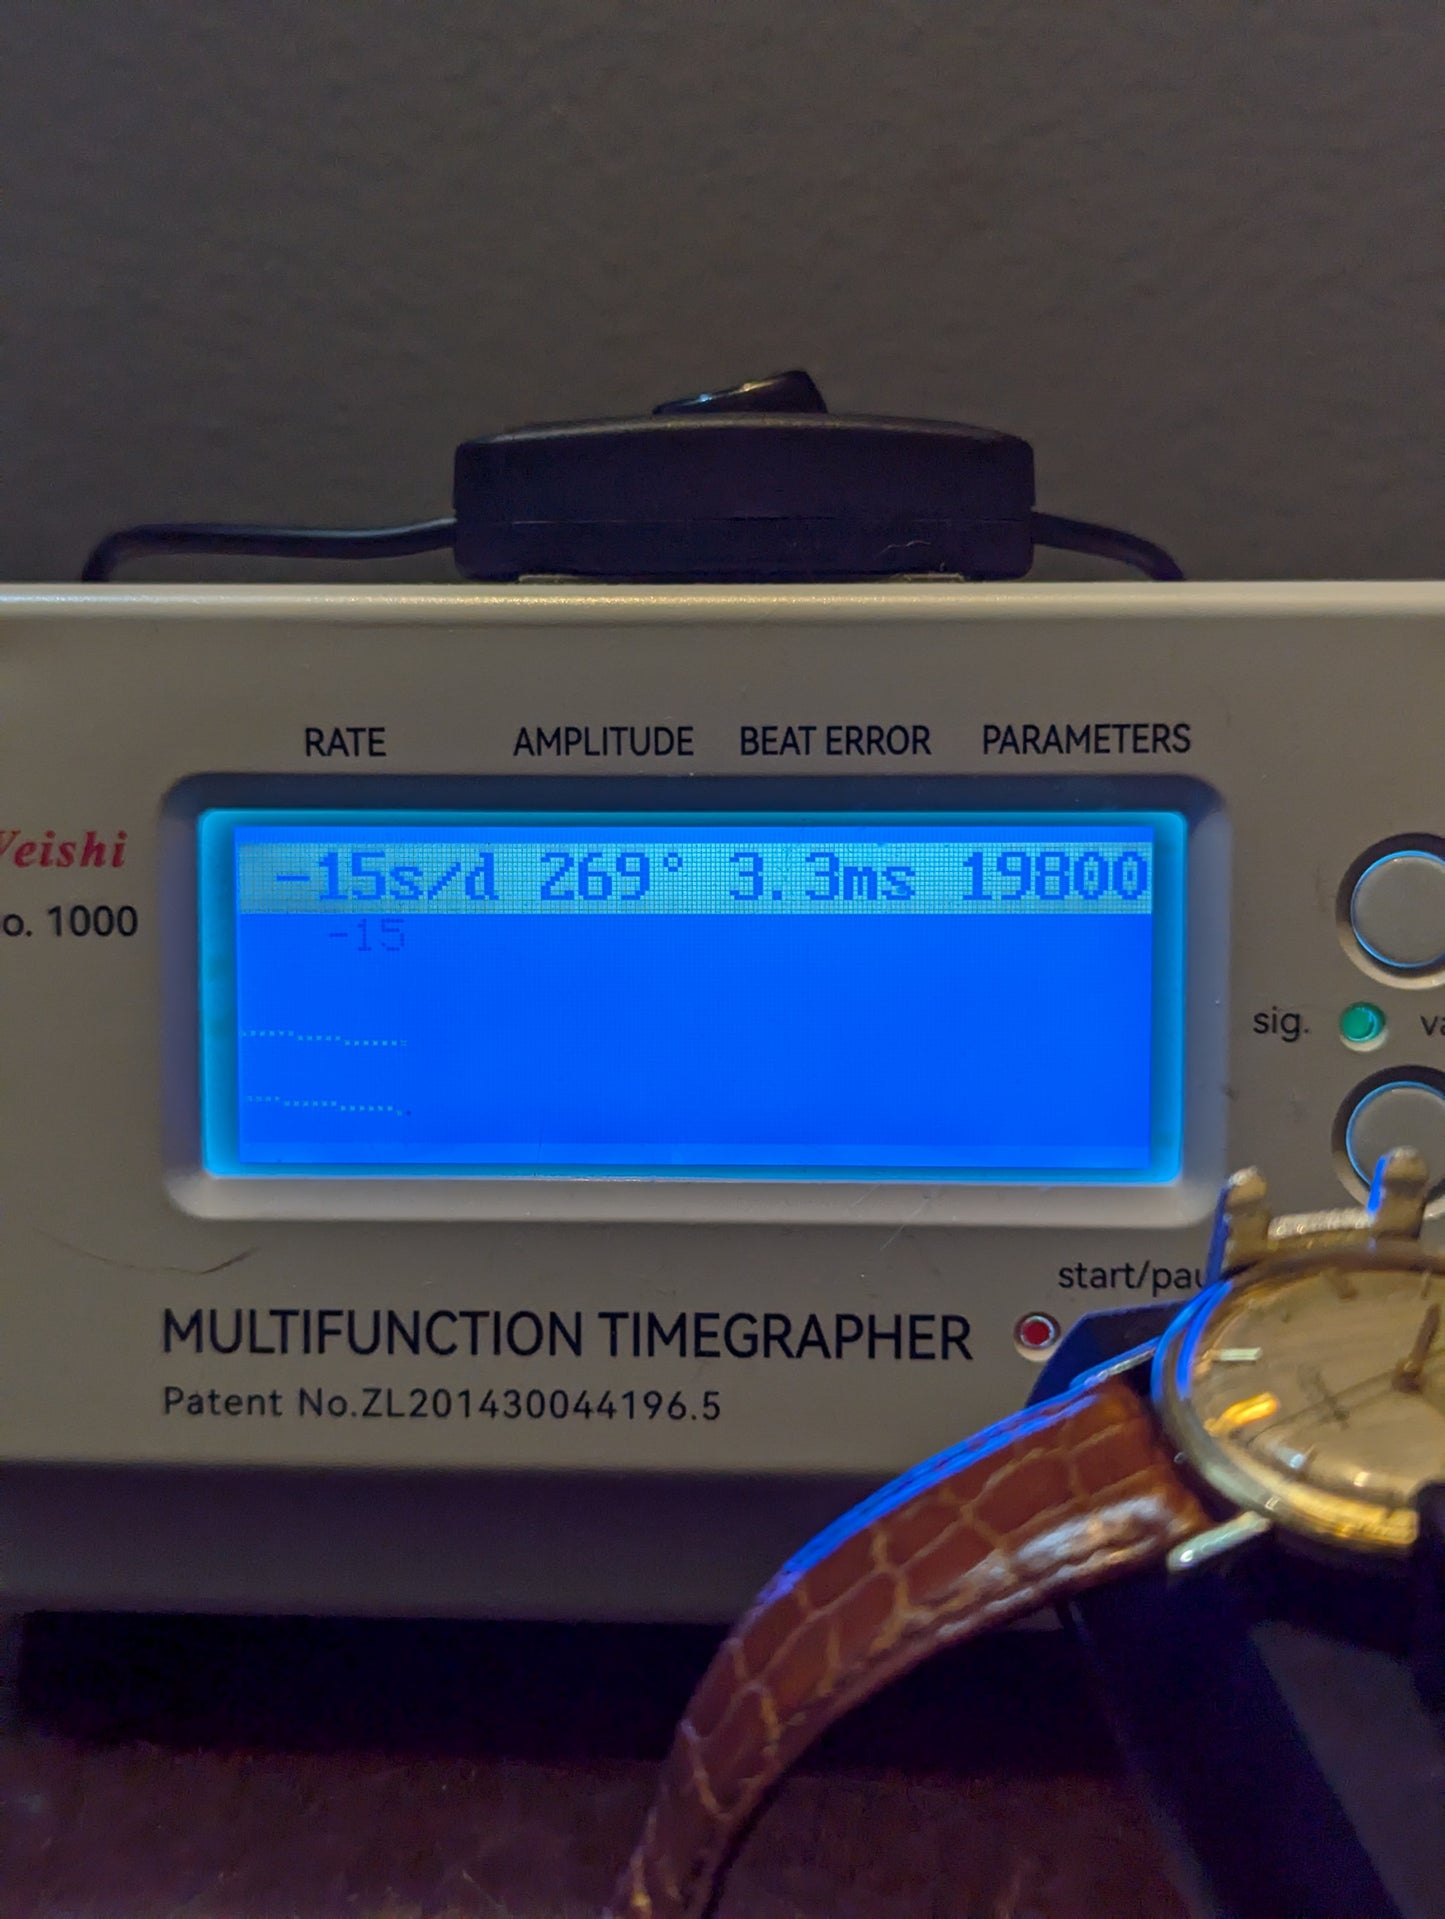 RATE AMPLITUDE BEAT ERROR PARAMETERS
-15s/d 269° 3.3ms 19800
-15
Weishi
o. 1000
sig.
start/pau
MULTIFUNCTION TIMEGRAPHER
Patent No.ZL201430044196.5